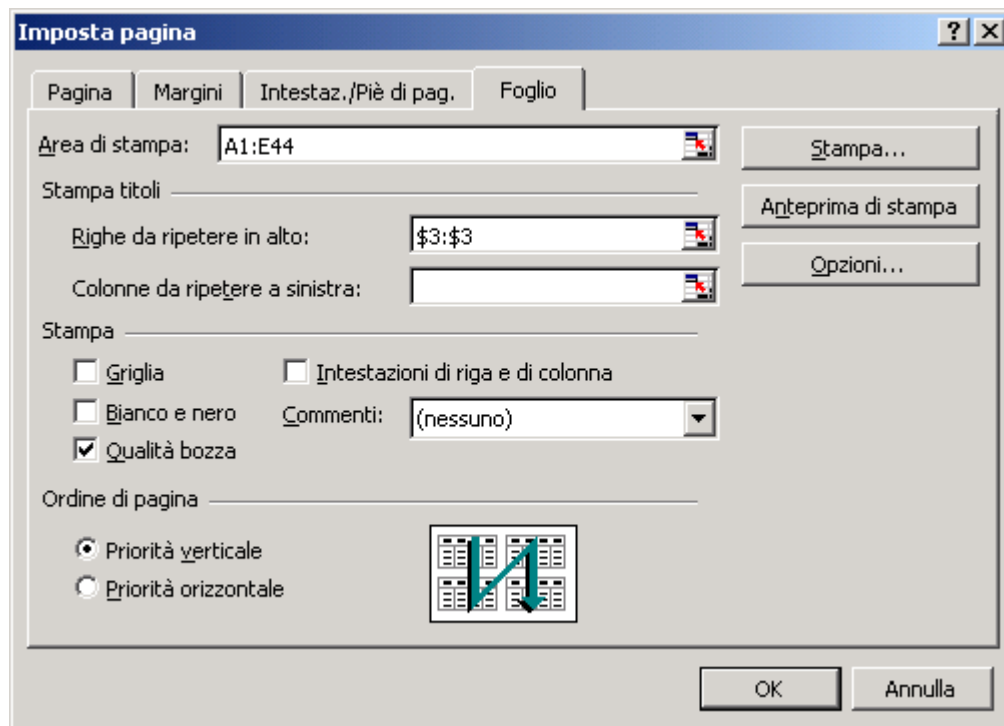 Imposta pagina
Pagina Margini Intestaz./Piè di pag. Foglio
Area di stampa: A1:E44 Stampa...
Stampa titoli Anteprima di stampa
Righe da ripetere in alto: $3:$3
Colonne da ripetere a sinistra: Opzioni...
Stampa
Griglia Intestazioni di riga e di colonna
Bianco e nero Commenti: (nessuno)
Qualità bozza
Ordine di pagina
Priorità verticale
Priorità orizzontale
OK Annulla